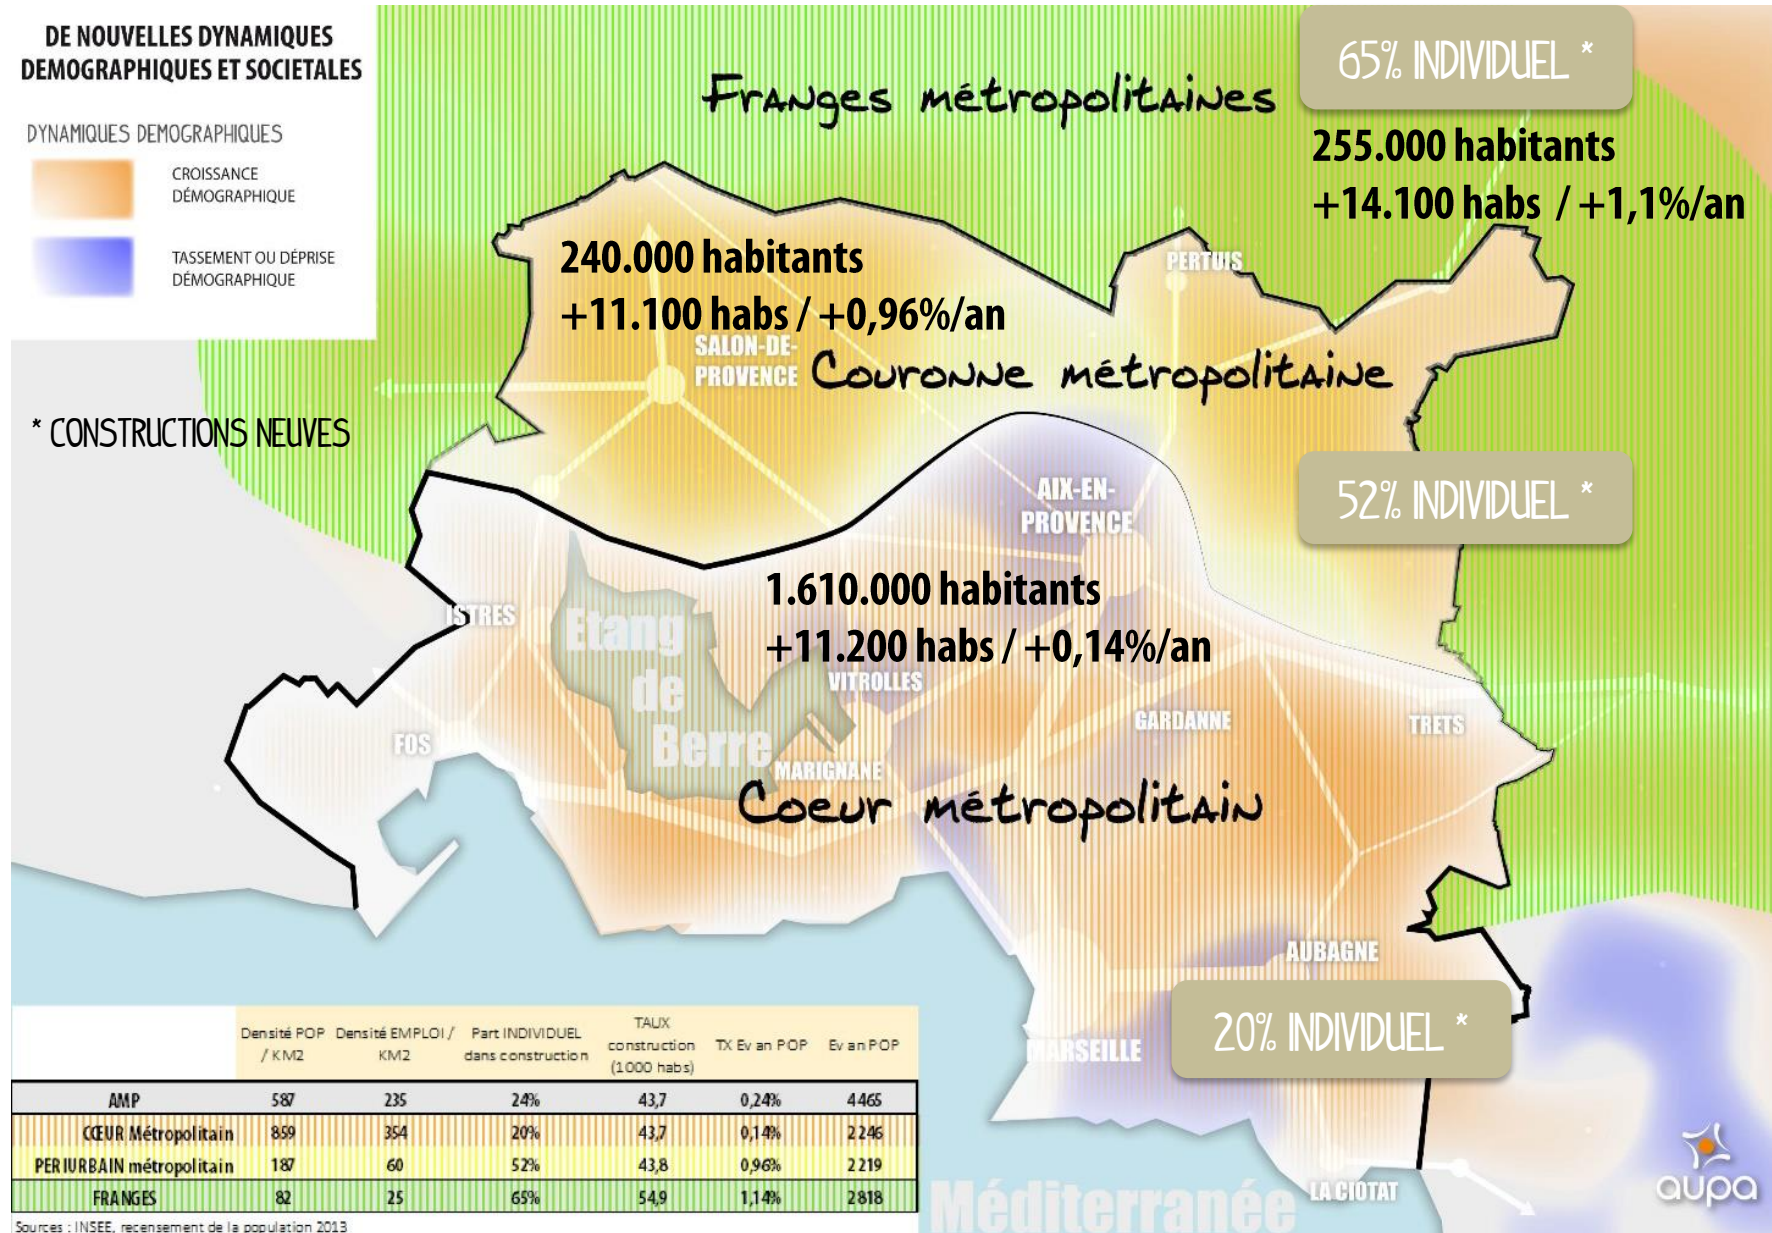 DE NOUVELLES DYNAMIQUES
DEMOGRAPHIQUES ET SOCIETALES
DYNAMIQUES DEMOGRAPHIQUES
CROISSANCE
DÉMOGRAPHIQUE
TASSEMENT OU DÉPRISE
DÉMOGRAPHIQUE
* CONSTRUCTIONS NEUVES
Franges métropolitaines
65% INDIVIDUEL *
255.000 habitants
+14.100 habs / +1,1%/an
240.000 habitants
+11.100 habs / +0,96%/an
PERTUIS
SALON-DE-
PROVENCE
Couronne métropolitaine
52% INDIVIDUEL *
AIX-EN-
PROVENCE
1.610.000 habitants
+11.200 habs / +0,14%/an
ISTRES
Etang
de
Berre
VITROLLES
GARDANNE
TRETS
FOS
MARIGNANE
Coeur métropolitain
AUBAGNE
20% INDIVIDUEL *
MARSEILLE
LA CIOTAT
Méditerranée
aupa
Densité POP / KM2 Densité EMPLOI / KM2 Part INDIVIDUEL dans construction TAUX construction (1000 habs) TX Ev an POP Ev an POP
AMP 587 235 24% 43,7 0,24% 4465
CŒUR Métropolitain 859 354 20% 43,7 0,14% 2246
PERIURBAIN métropolitain 187 60 52% 43,8 0,96% 2219
FRANGES 82 25 65% 54,9 1,14% 2818
Sources : INSEE, recensement de la population 2013